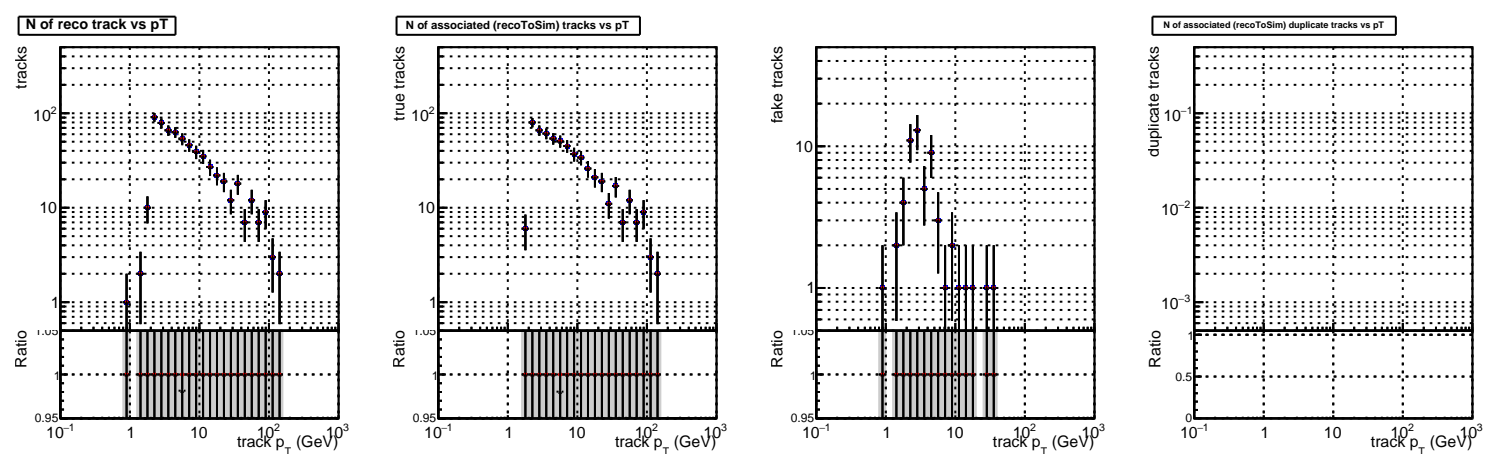 N of reco track vs pT
tracks
10²
10
1
Ratio
1.05
1
0.95
10⁻¹ 1 10 10² 10³
track p_T (GeV)
N of associated (recoToSim) tracks vs pT
true tracks
10²
10
1
Ratio
1.05
1
0.95
10⁻¹ 1 10 10² 10³
track p_T (GeV)
fake tracks
10
1
Ratio
1.05
1
0.95
10⁻¹ 1 10 10² 10³
track p_T (GeV)
N of associated (recoToSim) duplicate tracks vs pT
duplicate tracks
10⁻¹
10⁻²
10⁻³
Ratio
1
0.5
0
10⁻¹ 1 10 10² 10³
track p_T (GeV)